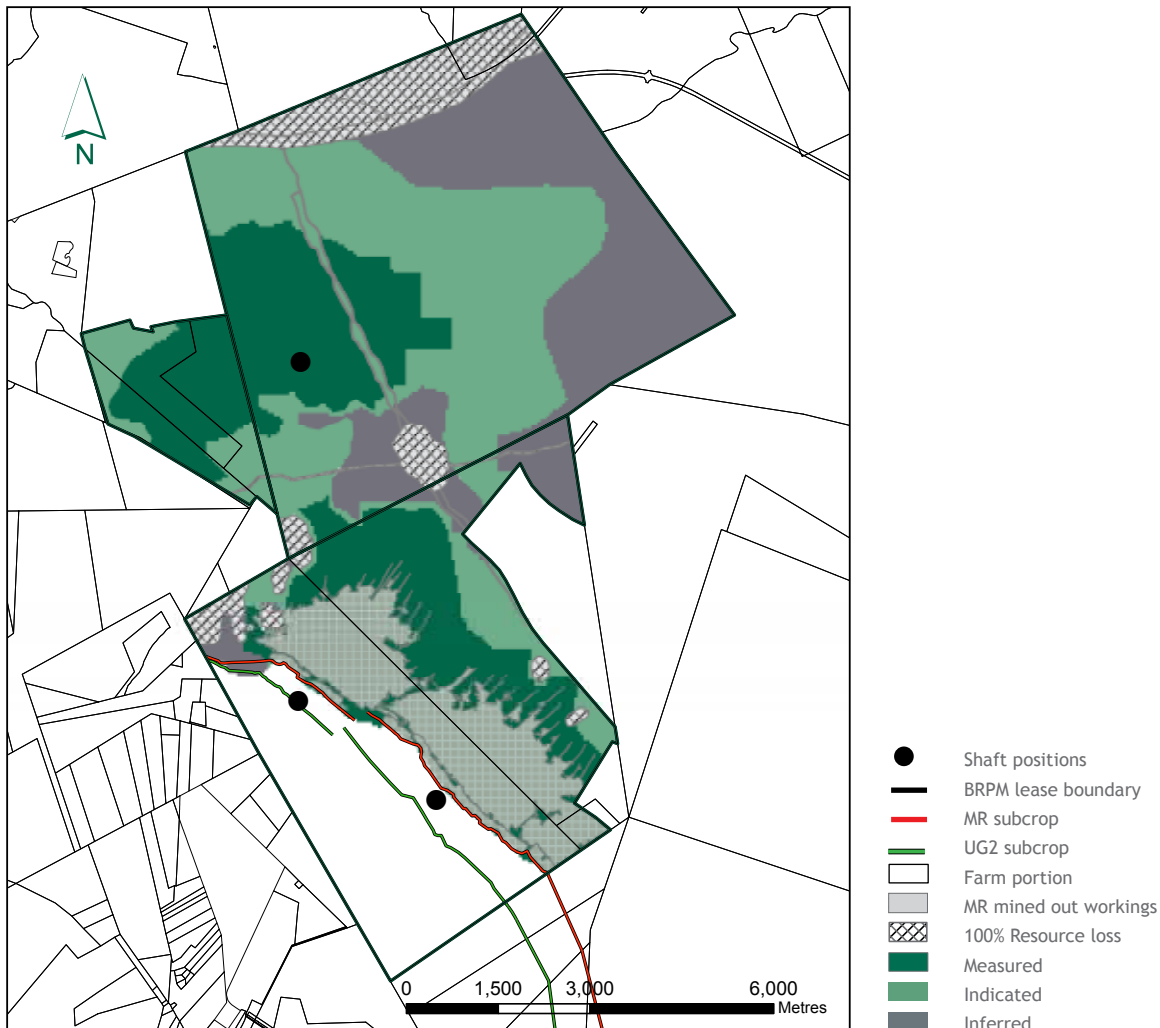 N
0 1,500 3,000 6,000
Metres
Shaft positions
BRPM lease boundary
MR subcrop
UG2 subcrop
Farm portion
MR mined out workings
100% Resource loss
Measured
Indicated
Inferred